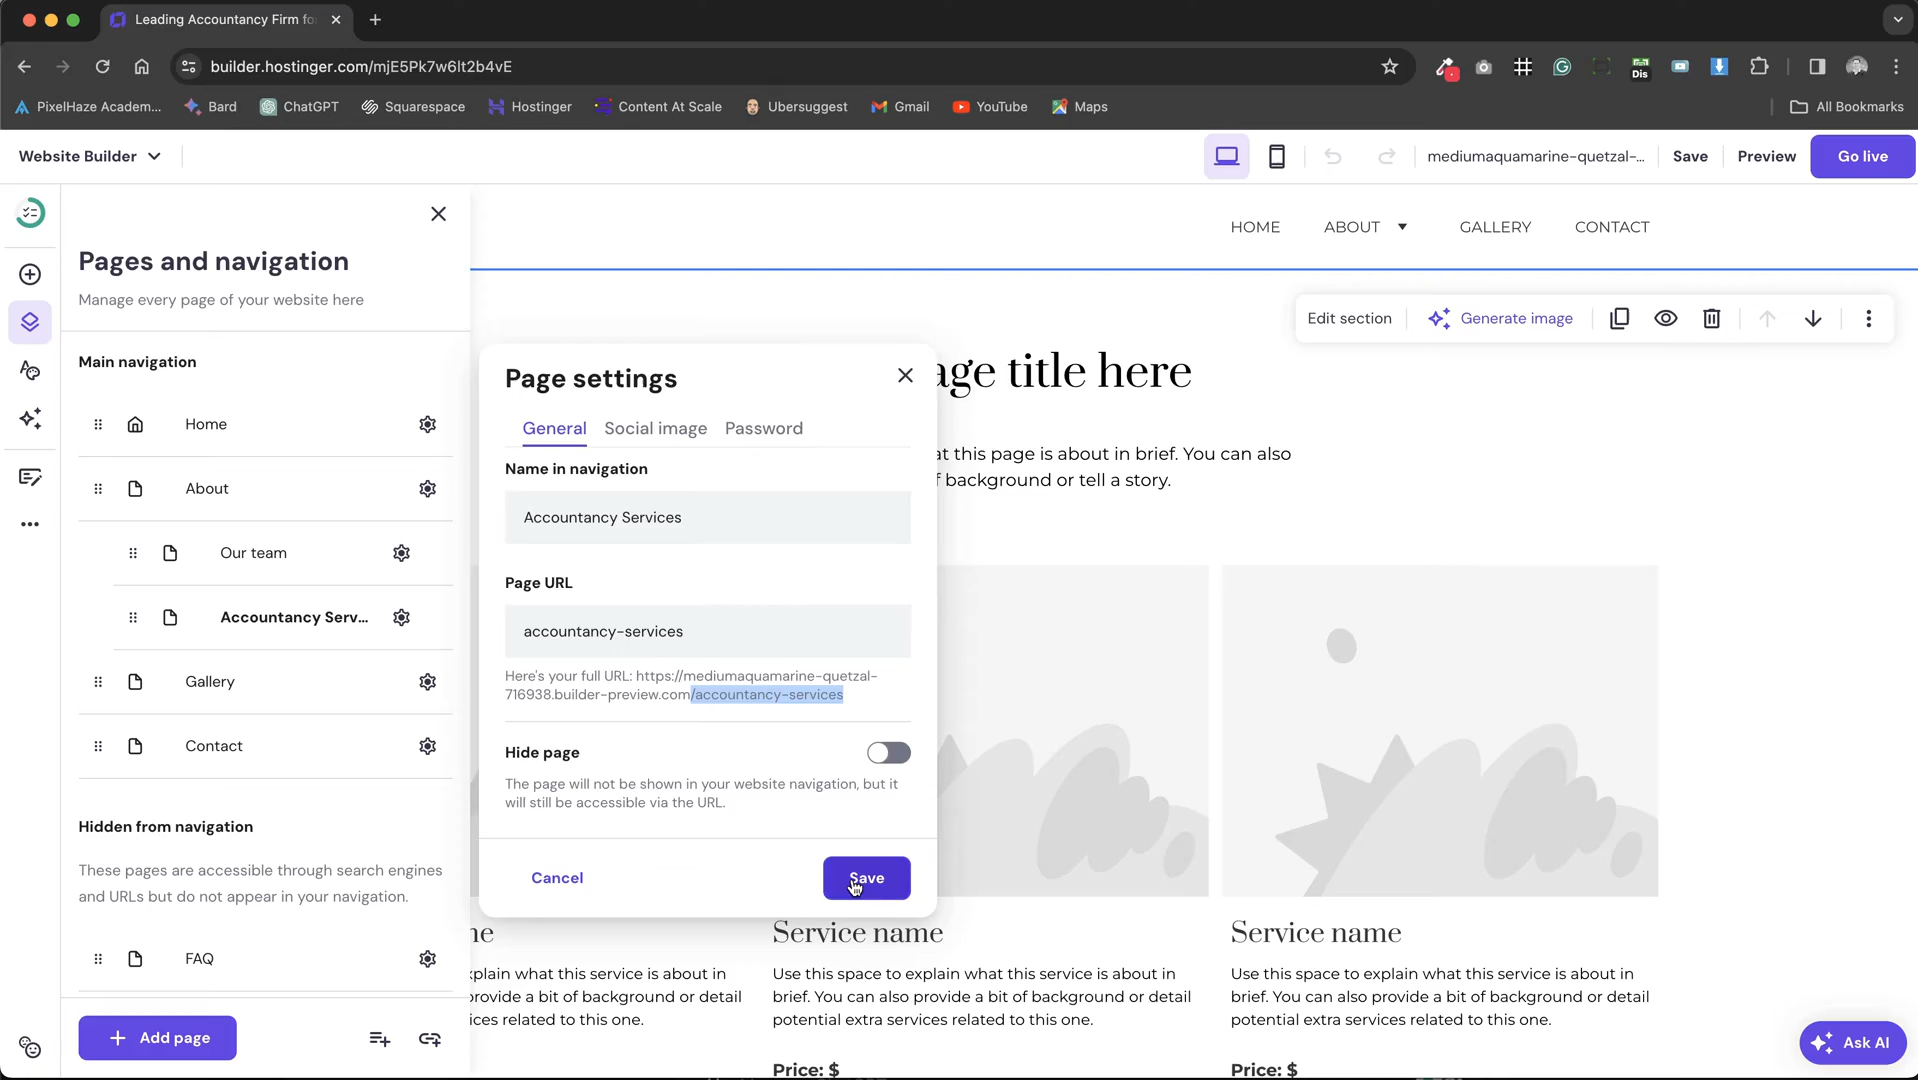 Leading Accountancy Firm fo
builder.hostinger.com/mjE5Pk7w6lt2b4vE
Dis
PixelHaze Academ...
Bard
ChatGPT
Squarespace
Hostinger
Content At Scale
Ubersuggest
Gmail
YouTube
Maps
All Bookmarks
Website Builder
mediumaquamarine-quetzal-...
Save
Preview
Go live
Pages and navigation
Manage every page of your website here
Main navigation
Home
About
Our team
Accountancy Serv...
Gallery
Contact
Hidden from navigation
These pages are accessible through search engines
and URLs but do not appear in your navigation.
FAQ
Add page
HOME
ABOUT
GALLERY
CONTACT
Edit section
Generate image
age title here
at this page is about in brief. You can also
of background or tell a story.
Page settings
General
Social image
Password
Name in navigation
Accountancy Services
Page URL
accountancy-services
Here's your full URL: https://mediumaquamarine-quetzal-
716938.builder-preview.com/accountancy-services
Hide page
The page will not be shown in your website navigation, but it
will still be accessible via the URL.
Cancel
Save
ne
xplain what this service is about in
provide a bit of background or detail
ices related to this one.
Service name
Use this space to explain what this service is about in
brief. You can also provide a bit of background or detail
potential extra services related to this one.
Price: $
Service name
Use this space to explain what this service is about in
brief. You can also provide a bit of background or detail
potential extra services related to this one.
Price: $
Ask AI